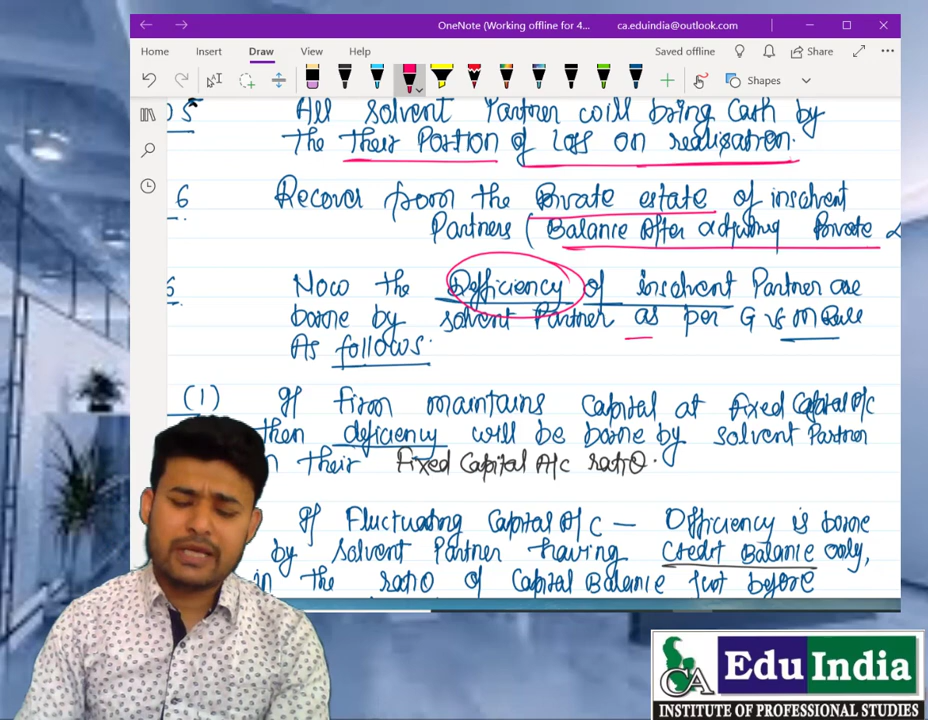 OneNote (Working offline for 4... ca.eduindia@outlook.com
Home Insert Draw View Help Saved offline Share
Shapes
05 All solvent Partner will bring Cash by
The their Portion of loss on realisation.
6 Recover from the Private estate of insolvent
Partners ( Balance After adjusting Private
6 Now the Defficiency of insolvent Partner are
borne by solvent Partner as per G vs M Rule
As follows.
(1) If firm maintains Capital at fixed Capital A/c
then deficiency will be borne by solvent Partner
in their fixed Capital A/c ratio.
If Fluctuating Capital A/c – Defficiency is borne
by solvent Partner having Credit Balance only,
in the ratio of Capital Balance just before
CA Edu India
INSTITUTE OF PROFESSIONAL STUDIES